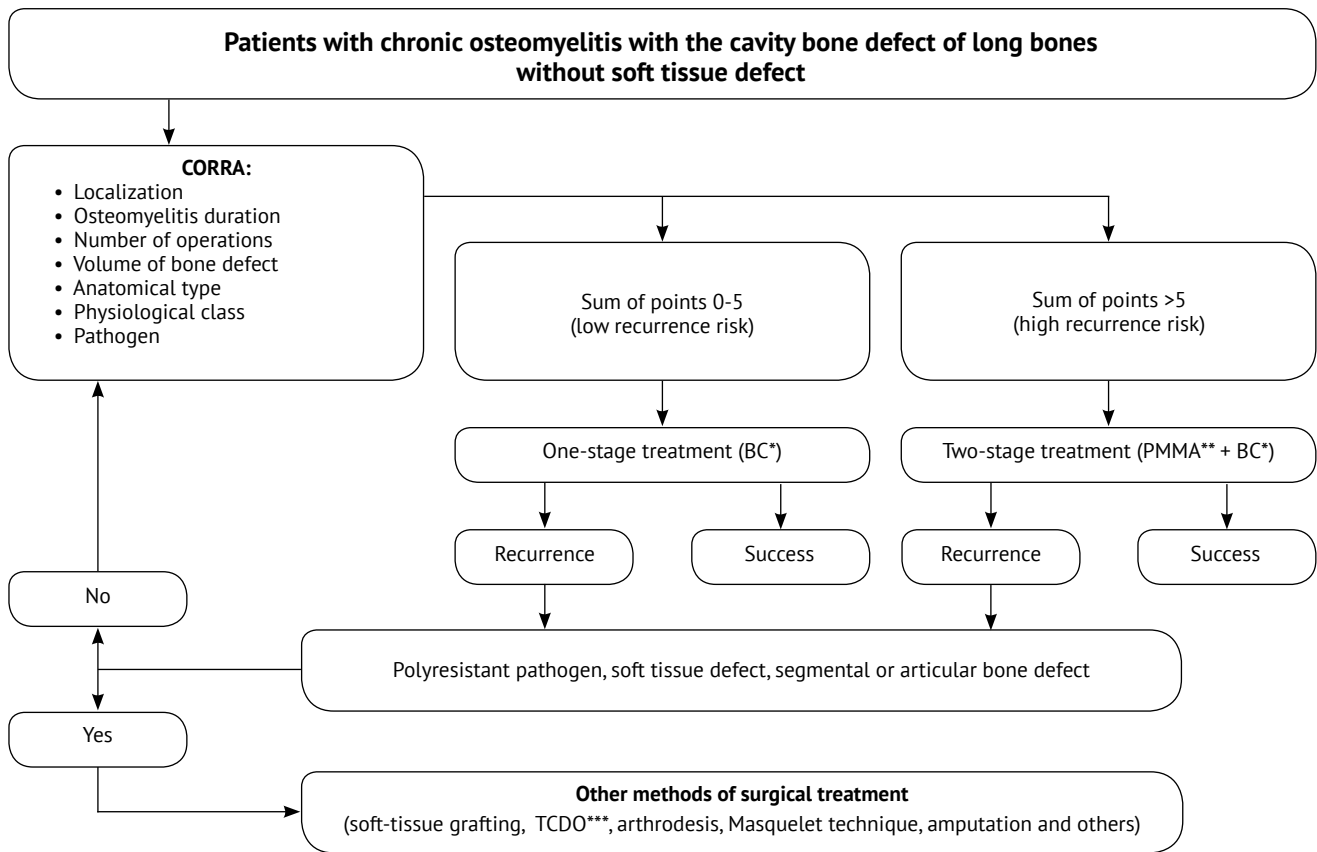 Patients with chronic osteomyelitis with the cavity bone defect of long bones
without soft tissue defect
CORRA:
• Localization
• Osteomyelitis duration
• Number of operations
• Volume of bone defect
• Anatomical type
• Physiological class
• Pathogen
Sum of points 0-5
(low recurrence risk)
Sum of points >5
(high recurrence risk)
One-stage treatment (BC*)
Two-stage treatment (PMMA** + BC*)
Recurrence
Success
Recurrence
Success
No
Polyresistant pathogen, soft tissue defect, segmental or articular bone defect
Yes
Other methods of surgical treatment
(soft-tissue grafting, TCDO***, arthrodesis, Masquelet technique, amputation and others)